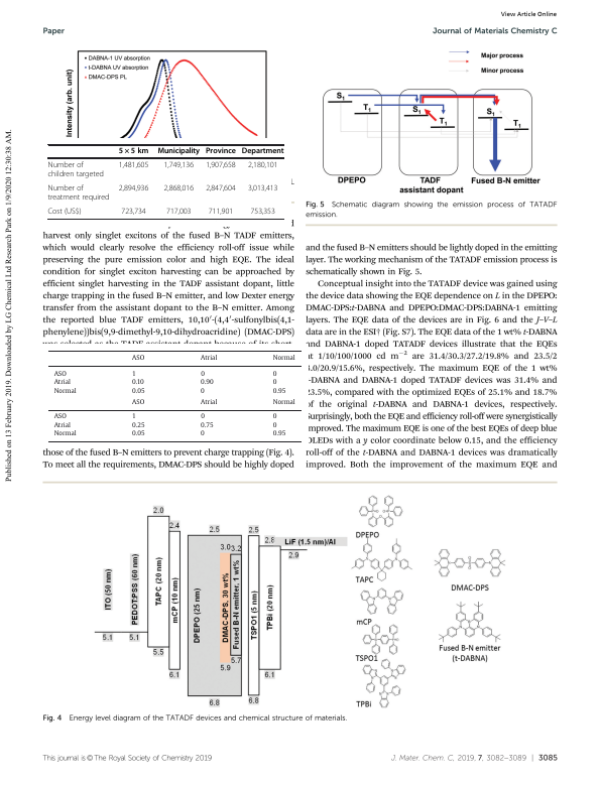 View Article Online
Paper
Journal of Materials Chemistry C
Published on 13 February 2019. Downloaded by LG Chemical Ltd Research Park on 1/9/2020 12:30:38 AM.
DABNA-1 UV absorption
t-DABNA UV absorption
DMAC-DPS PL
Intensity (arb. unit)
5 × 5 km Municipality Province Department
Number of children targeted 1,481,605 1,749,136 1,907,658 2,180,101
Number of treatment required 2,894,936 2,868,016 2,847,604 3,013,413
Cost (US$) 723,734 717,003 711,901 753,353
harvest only singlet excitons of the fused B–N TADF emitters,
which would clearly resolve the efficiency roll-off issue while
preserving the pure emission color and high EQE. The ideal
condition for singlet exciton harvesting can be approached by
efficient singlet harvesting in the TADF assistant dopant, little
charge trapping in the fused B–N emitter, and low Dexter energy
transfer from the assistant dopant to the B–N emitter. Among
the reported blue TADF emitters, 10,10′-(4,4′-sulfonylbis(4,1-
phenylene))bis(9,9-dimethyl-9,10-dihydroacridine) (DMAC-DPS)
ASO Atrial Normal
ASO 1 0 0
Atrial 0.10 0.90 0
Normal 0.05 0 0.95
ASO Atrial Normal
ASO 1 0 0
Atrial 0.25 0.75 0
Normal 0.05 0 0.95
those of the fused B–N emitters to prevent charge trapping (Fig. 4).
To meet all the requirements, DMAC-DPS should be highly doped
Major process
Minor process
S1
T1
S1
T1
S1
T1
DPEPO
TADF
assistant dopant
Fused B-N emitter
Fig. 5 Schematic diagram showing the emission process of TATADF
emission.
and the fused B–N emitters should be lightly doped in the emitting
layer. The working mechanism of the TATADF emission process is
schematically shown in Fig. 5.
Conceptual insight into the TATADF device was gained using
the device data showing the EQE dependence on L in the DPEPO:
DMAC-DPS:t-DABNA and DPEPO:DMAC-DPS:DABNA-1 emitting
layers. The EQE data of the devices are in Fig. 6 and the J–V–L
data are in the ESI† (Fig. S7). The EQE data of the 1 wt% t-DABNA
and DABNA-1 doped TATADF devices illustrate that the EQEs
at 1/10/100/1000 cd m−2 are 31.4/30.3/27.2/19.8% and 23.5/2
/20.9/15.6%, respectively. The maximum EQE of the 1 wt%
-DABNA and DABNA-1 doped TATADF devices was 31.4% and
23.5%, compared with the optimized EQEs of 25.1% and 18.7%
of the original t-DABNA and DABNA-1 devices, respectively.
Surprisingly, both the EQE and efficiency roll-off were synergistically
improved. The maximum EQE is one of the best EQEs of deep blue
OLEDs with a y color coordinate below 0.15, and the efficiency
roll-off of the t-DABNA and DABNA-1 devices was dramatically
improved. Both the improvement of the maximum EQE and
ITO (50 nm)
5.1
PEDOT:PSS (60 nm)
5.1
2.0
TAPC (20 nm)
5.5
2.4
mCP (10 nm)
6.1
2.5
DPEPO (25 nm)
6.8
3.0
DMAC-DPS, 30 wt%
5.9
3.2
Fused B-N emitter, 1 wt%
5.7
2.5
TSPO1 (5 nm)
6.8
2.8
TPBi (20 nm)
6.1
LiF (1.5 nm)/Al
2.9
DPEPO
TAPC
mCP
TSPO1
TPBi
DMAC-DPS
Fused B-N emitter
(t-DABNA)
Fig. 4 Energy level diagram of the TATADF devices and chemical structure of materials.
This journal is © The Royal Society of Chemistry 2019
J. Mater. Chem. C, 2019, 7, 3082–3089 | 3085